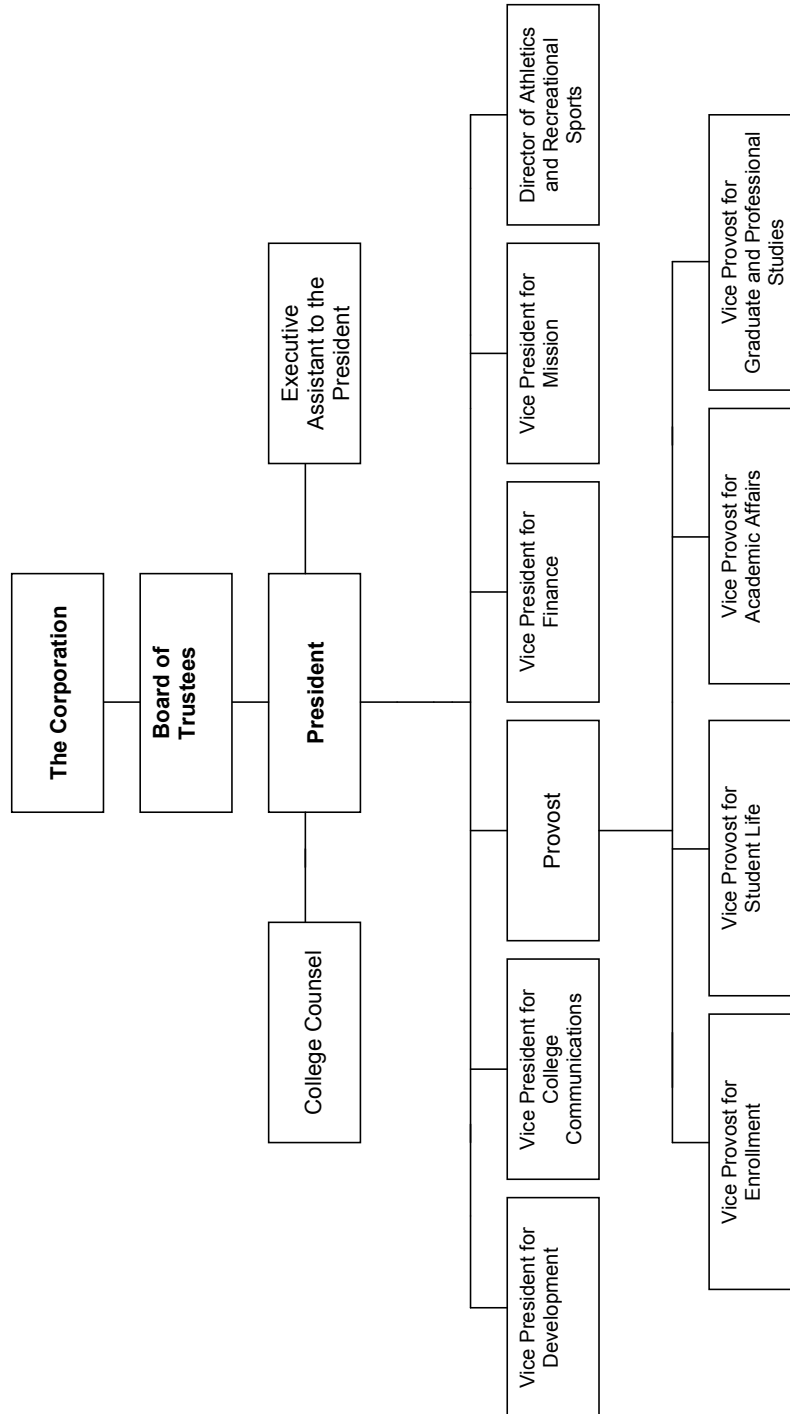 The Corporation
Board of
Trustees
College Counsel
President
Executive
Assistant to the
President
Vice President for
Development
Vice President for
College
Communications
Provost
Vice President for
Finance
Vice President for
Mission
Director of Athletics
and Recreational
Sports
Vice Provost for
Enrollment
Vice Provost for
Student Life
Vice Provost for
Academic Affairs
Vice Provost for
Graduate and Professional
Studies